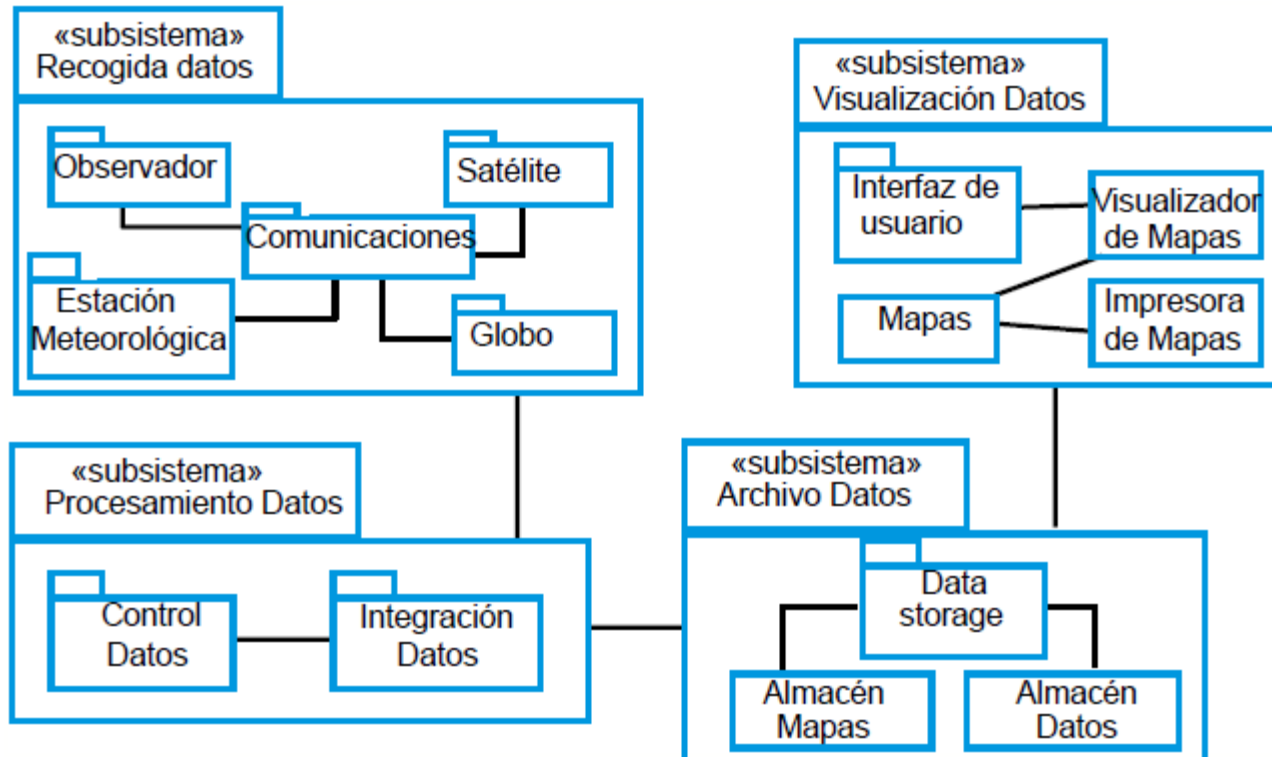 «subsistema»
Recogida datos
Observador
Satélite
Comunicaciones
Estación
Meteorológica
Globo
«subsistema»
Visualización Datos
Interfaz de
usuario
Visualizador
de Mapas
Mapas
Impresora
de Mapas
«subsistema»
Procesamiento Datos
Control
Datos
Integración
Datos
«subsistema»
Archivo Datos
Data
storage
Almacén
Mapas
Almacén
Datos